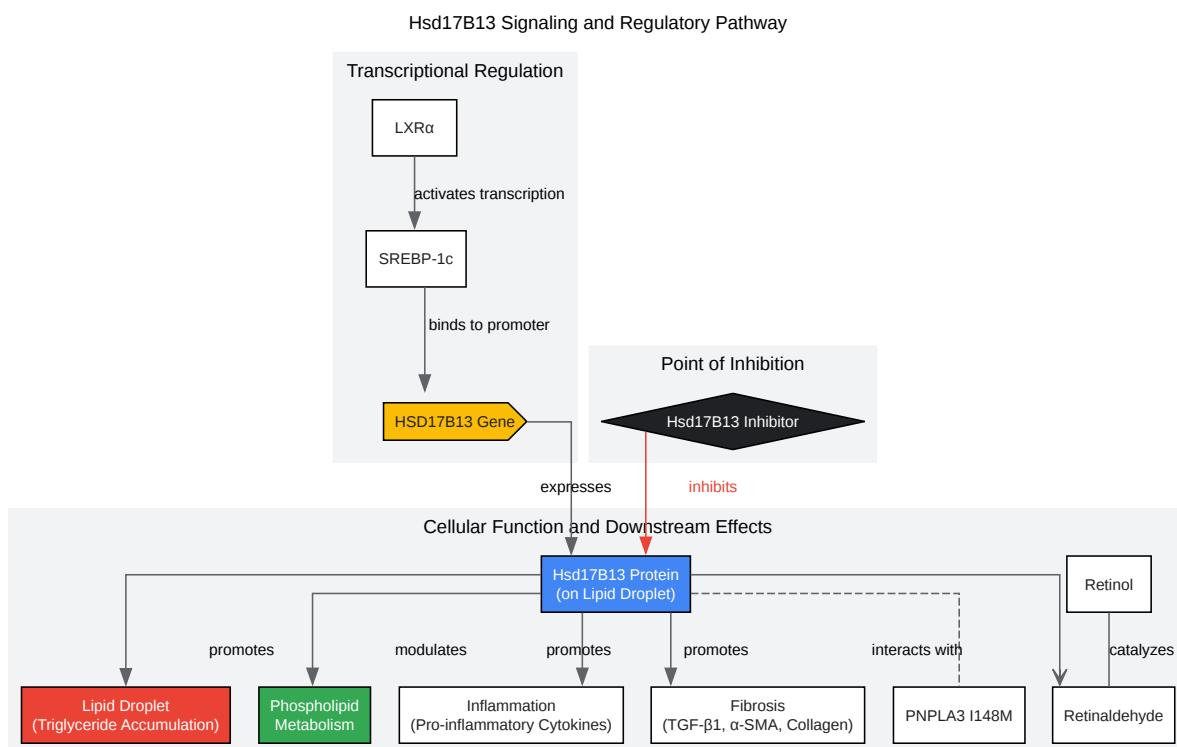 Hsd17B13 Signaling and Regulatory Pathway
Transcriptional Regulation
LXRα
activates transcription
SREBP-1c
binds to promoter
HSD17B13 Gene
Point of Inhibition
Hsd17B13 Inhibitor
expresses
inhibits
Cellular Function and Downstream Effects
Hsd17B13 Protein
(on Lipid Droplet)
Retinol
promotes
modulates
promotes
promotes
interacts with
catalyzes
Lipid Droplet
(Triglyceride Accumulation)
Phospholipid
Metabolism
Inflammation
(Pro-inflammatory Cytokines)
Fibrosis
(TGF-β1, α-SMA, Collagen)
PNPLA3 I148M
Retinaldehyde